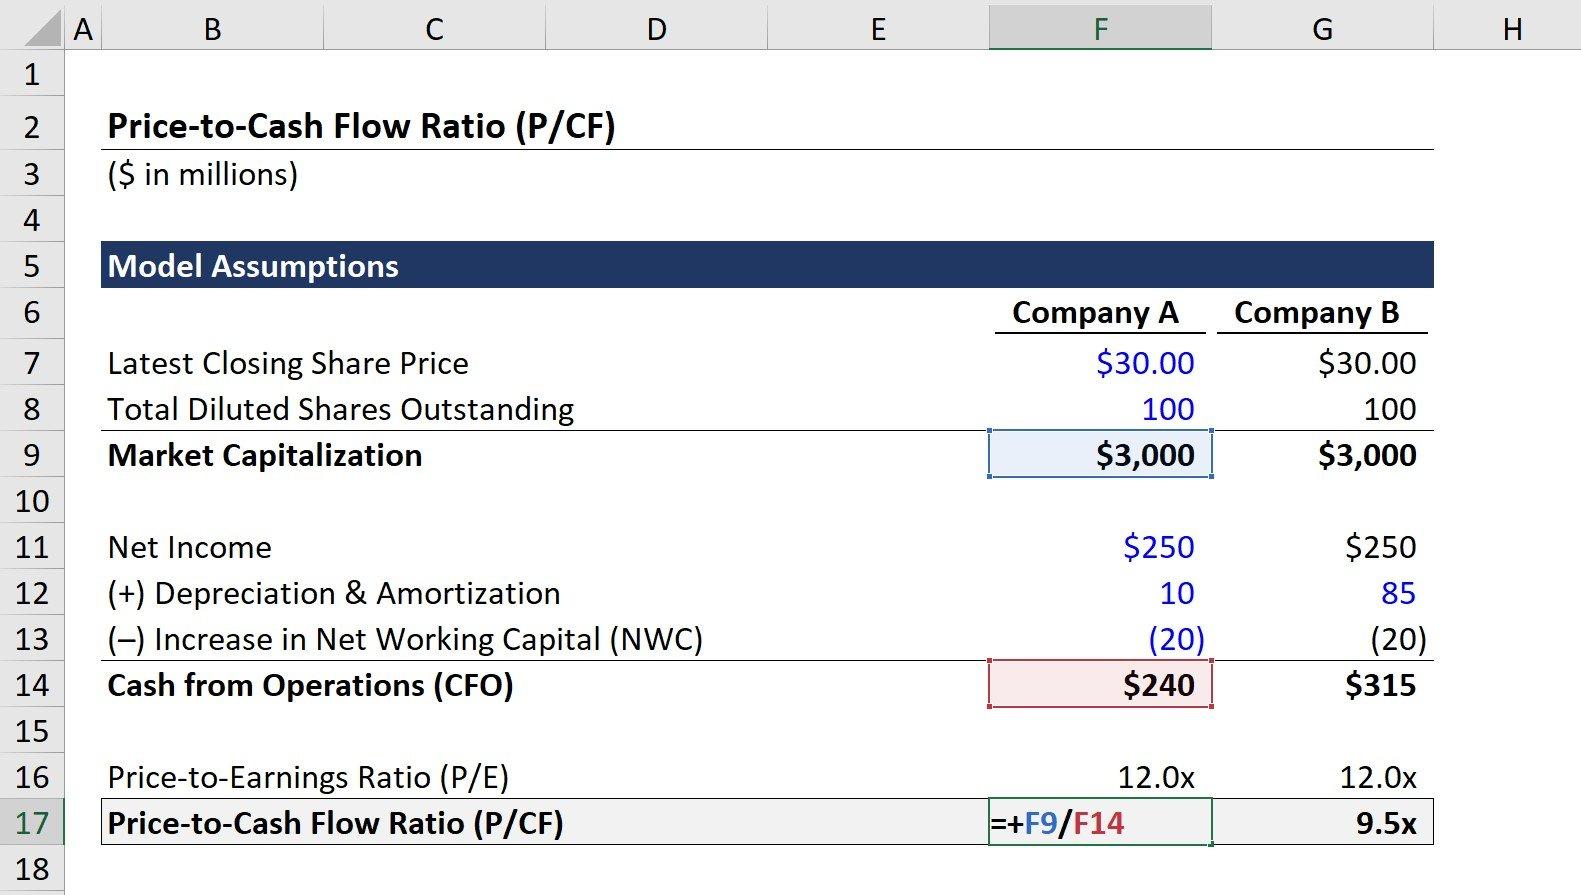 A B C D E F G H
1
2 Price-to-Cash Flow Ratio (P/CF)
3 ($ in millions)
4
5 Model Assumptions
6 Company A Company B
7 Latest Closing Share Price $30.00 $30.00
8 Total Diluted Shares Outstanding 100 100
9 Market Capitalization $3,000 $3,000
10
11 Net Income $250 $250
12 (+) Depreciation & Amortization 10 85
13 (–) Increase in Net Working Capital (NWC) (20) (20)
14 Cash from Operations (CFO) $240 $315
15
16 Price-to-Earnings Ratio (P/E) 12.0x 12.0x
17 Price-to-Cash Flow Ratio (P/CF) =+F9/F14 9.5x
18